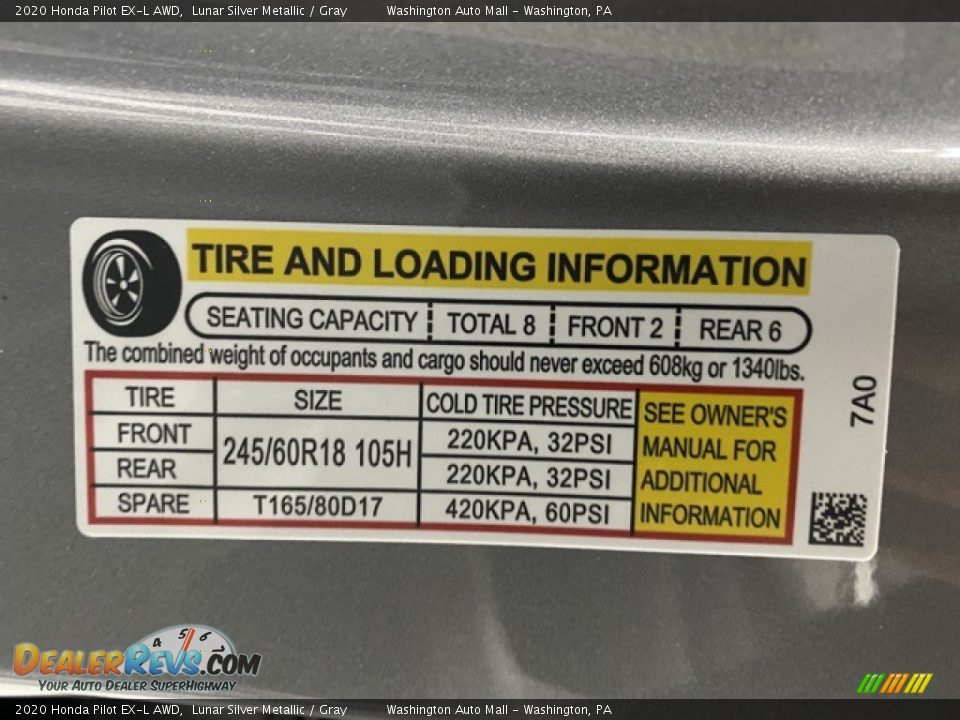 2020 Honda Pilot EX-L AWD, Lunar Silver Metallic / Gray Washington Auto Mall - Washington, PA
TIRE AND LOADING INFORMATION
SEATING CAPACITY TOTAL 8 FRONT 2 REAR 6
The combined weight of occupants and cargo should never exceed 608kg or 1340lbs.
TIRE SIZE COLD TIRE PRESSURE
FRONT 245/60R18 105H 220KPA, 32PSI
REAR 220KPA, 32PSI
SPARE T165/80D17 420KPA, 60PSI
SEE OWNER'S
MANUAL FOR
ADDITIONAL
INFORMATION
7A0
4 5 6
DEALERREVS.COM
YOUR AUTO DEALER SUPERHIGHWAY
2020 Honda Pilot EX-L AWD, Lunar Silver Metallic / Gray Washington Auto Mall - Washington, PA